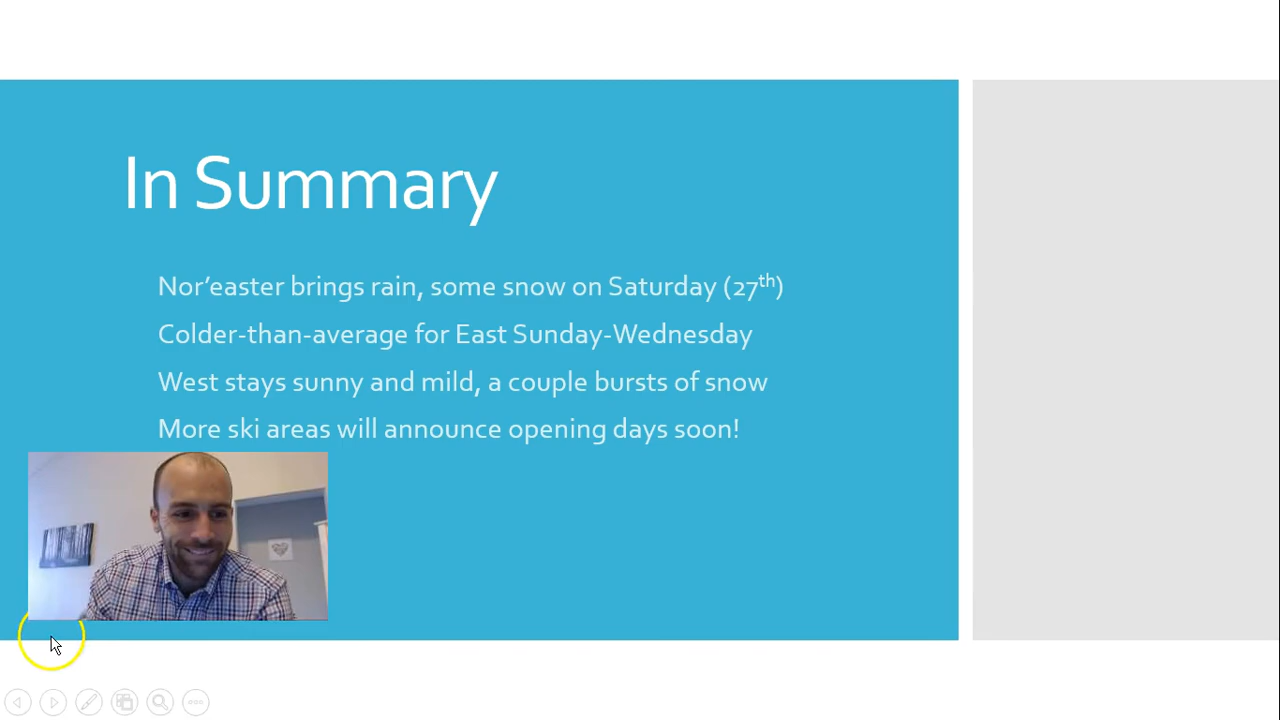 In Summary
Nor’easter brings rain, some snow on Saturday (27th)
Colder-than-average for East Sunday-Wednesday
West stays sunny and mild, a couple bursts of snow
More ski areas will announce opening days soon!